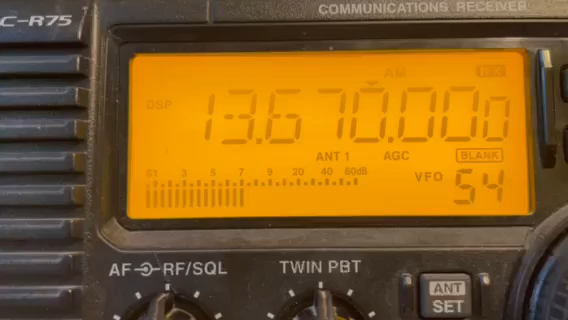 COMMUNICATIONS RECEIVER
C-R75
AM RX
DSP 13.670.000
ANT 1 AGC BLANK
S1 3 5 7 9 20 40 60dB
VFO 54
AF RF/SQL TWIN PBT
ANT
SET